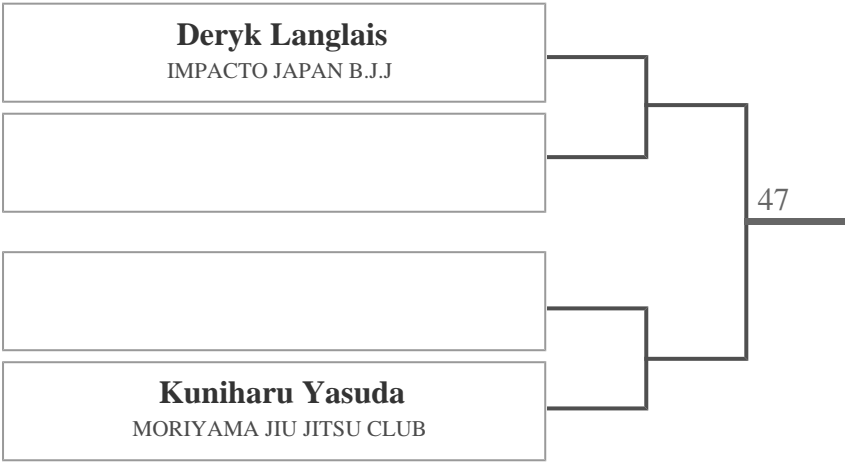 Deryk Langlais
IMPACTO JAPAN B.J.J
47
Kuniharu Yasuda
MORIYAMA JIU JITSU CLUB